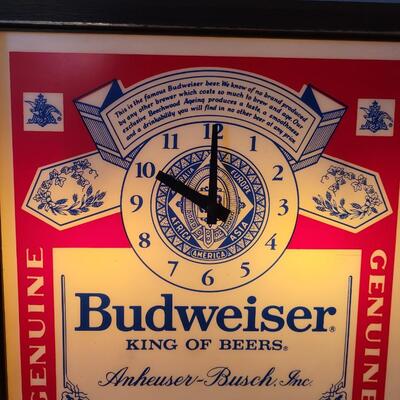 This is the famous Budweiser beer. We know of no brand produced
by any other brewer which costs so much to brew and age. Our
exclusive Beechwood Ageing produces a taste, a smoothness
and a drinkability you will find in no other beer at any price.
12
1
2
3
4
5
6
7
8
9
10
EUROPE
AFRICA
ASIA
AMERICA
GENUINE
GENUINE
Budweiser®
KING OF BEERS®
Anheuser-Busch, Inc.